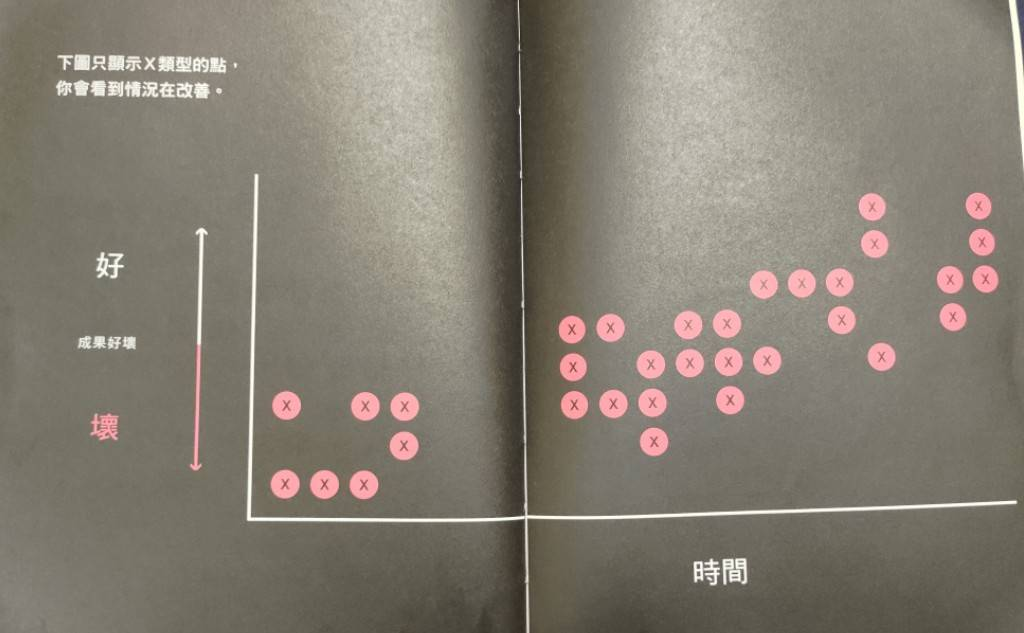 下圖只顯示X類型的點，
你會看到情況在改善。
好
成果好壞
壞
X X
X X
X
X X X X
X X
X X X X X X
X X
X X X X X
X X X X X X X
X X
X X X
時間